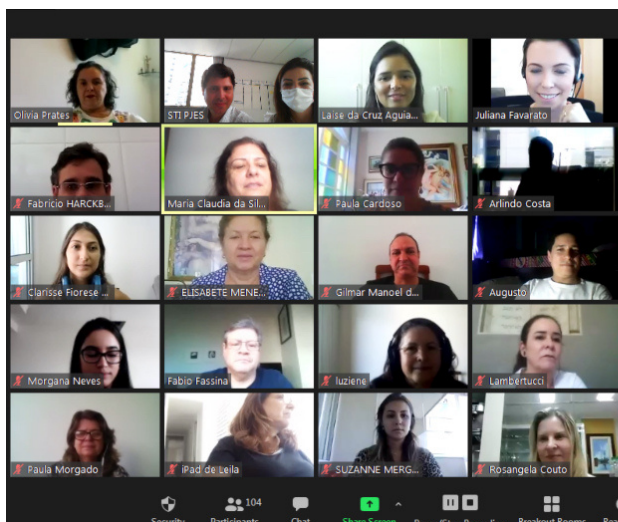 Olivia Prates
STI PJES
Laise da Cruz Aguia...
Juliana Favarato
Fabricio HARCKB...
Maria Claudia da Sil...
Paula Cardoso
Arlindo Costa
Clarisse Fiorese ...
ELISABETE MENE...
Gilmar Manoel d...
Augusto
Morgana Neves
Fabio Fassina
luziene
Lambertucci
Paula Morgado
iPad de Leila
SUZANNE MERG...
Rosangela Couto
104
Security
Participants
Chat
Share Screen
Breakout Rooms